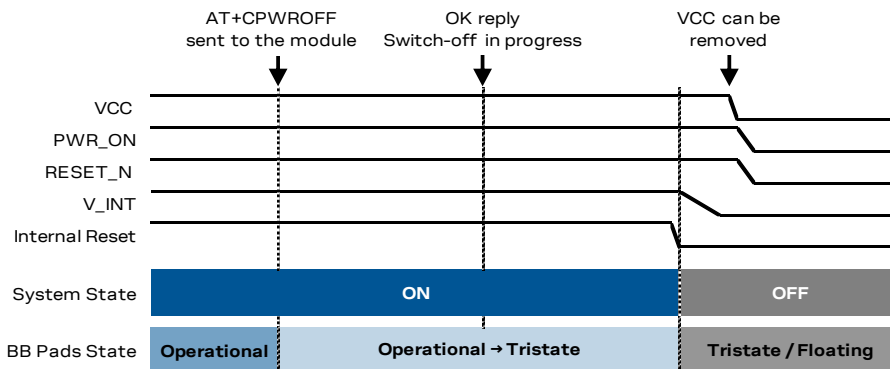 AT+CPWROFF
sent to the module
OK reply
Switch-off in progress
VCC can be
removed
VCC
PWR_ON
RESET_N
V_INT
Internal Reset
System State
ON
OFF
BB Pads State
Operational
Operational → Tristate
Tristate / Floating